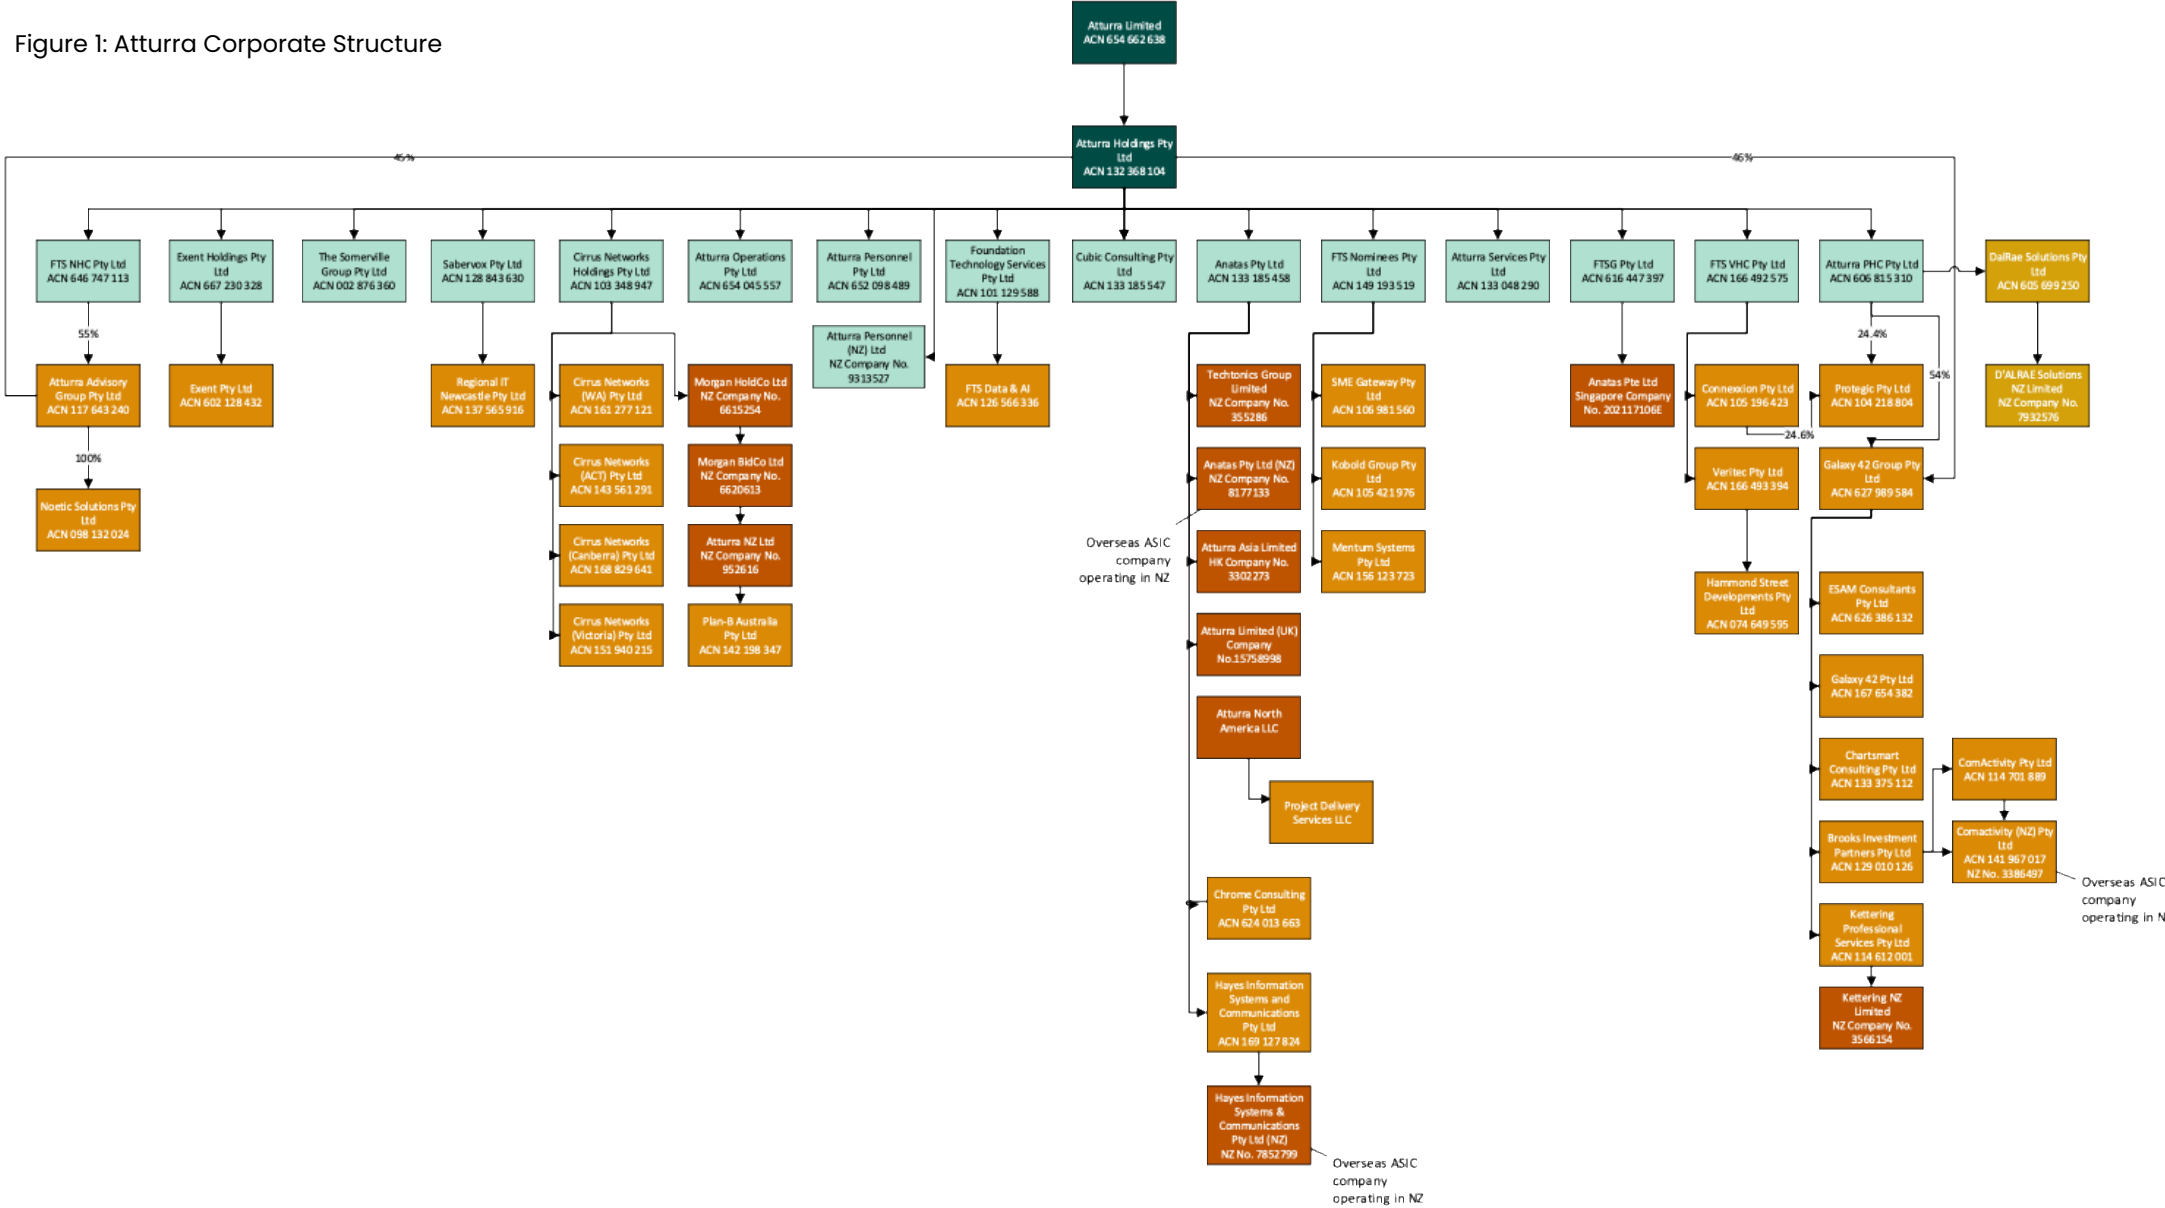 Figure 1: Atturra Corporate Structure
Atturra Limited
ACN 654 662 638
Atturra Holdings Pty
Ltd
ACN 132 368 104
45%
46%
FTS NHC Pty Ltd
ACN 646 747 113
Exent Holdings Pty
Ltd
ACN 667 230 328
The Somerville
Group Pty Ltd
ACN 002 876 360
Sabervox Pty Ltd
ACN 128 843 630
Cirrus Networks
Holdings Pty Ltd
ACN 103 348 947
Atturra Operations
Pty Ltd
ACN 654 045 557
Atturra Personnel
Pty Ltd
ACN 652 098 489
Foundation
Technology Services
Pty Ltd
ACN 101 129 588
Cubic Consulting Pty
Ltd
ACN 133 185 547
Anatas Pty Ltd
ACN 133 185 458
FTS Nominees Pty
Ltd
ACN 149 193 519
Atturra Services Pty
Ltd
ACN 133 048 290
FTSG Pty Ltd
ACN 616 447 397
FTS VHC Pty Ltd
ACN 166 492 575
Atturra PHC Pty Ltd
ACN 606 815 310
DalRae Solutions Pty
Ltd
ACN 605 699 250
55%
Atturra Personnel
(NZ) Ltd
NZ Company No.
9313527
24.4%
54%
Atturra Advisory
Group Pty Ltd
ACN 117 643 240
Exent Pty Ltd
ACN 602 128 432
Regional IT
Newcastle Pty Ltd
ACN 137 565 916
Cirrus Networks
(WA) Pty Ltd
ACN 161 277 121
Morgan HoldCo Ltd
NZ Company No.
6615254
FTS Data & AI
ACN 126 566 336
Techtonics Group
Limited
NZ Company No.
355286
SME Gateway Pty
Ltd
ACN 106 981 560
Anatas Pte Ltd
Singapore Company
No. 202117106E
Connexxion Pty Ltd
ACN 105 196 423
Protegic Pty Ltd
ACN 104 218 804
D'ALRAE Solutions
NZ Limited
NZ Company No.
7932576
24.6%
100%
Cirrus Networks
(ACT) Pty Ltd
ACN 143 561 291
Morgan BidCo Ltd
NZ Company No.
6620613
Anatas Pty Ltd (NZ)
NZ Company No.
8177133
Kobold Group Pty
Ltd
ACN 105 421 976
Veritec Pty Ltd
ACN 166 493 394
Galaxy 42 Group Pty
Ltd
ACN 627 989 584
Noetic Solutions Pty
Ltd
ACN 098 132 024
Cirrus Networks
(Canberra) Pty Ltd
ACN 168 829 641
Atturra NZ Ltd
NZ Company No.
952616
Overseas ASIC
company
operating in NZ
Atturra Asia Limited
HK Company No.
3302273
Mentum Systems
Pty Ltd
ACN 156 123 723
Hammond Street
Developments Pty
Ltd
ACN 074 649 595
ESAM Consultants
Pty Ltd
ACN 626 386 132
Cirrus Networks
(Victoria) Pty Ltd
ACN 151 940 215
Plan-B Australia
Pty Ltd
ACN 142 198 347
Atturra Limited (UK)
Company
No.15758998
Galaxy 42 Pty Ltd
ACN 167 654 382
Atturra North
America LLC
Chartsmart
Consulting Pty Ltd
ACN 133 375 112
ComActivity Pty Ltd
ACN 114 701 889
Project Delivery
Services LLC
Brooks Investment
Partners Pty Ltd
ACN 129 010 126
Comactivity (NZ) Pty
Ltd
ACN 141 967 017
NZ No. 3386497
Overseas ASIC
company
operating in N
Chrome Consulting
Pty Ltd
ACN 624 013 663
Kettering
Professional
Services Pty Ltd
ACN 114 612 001
Hayes Information
Systems and
Communications
Pty Ltd
ACN 169 127 824
Kettering NZ
Limited
NZ Company No.
3566154
Hayes Information
Systems &
Communications
Pty Ltd (NZ)
NZ No. 7852799
Overseas ASIC
company
operating in NZ